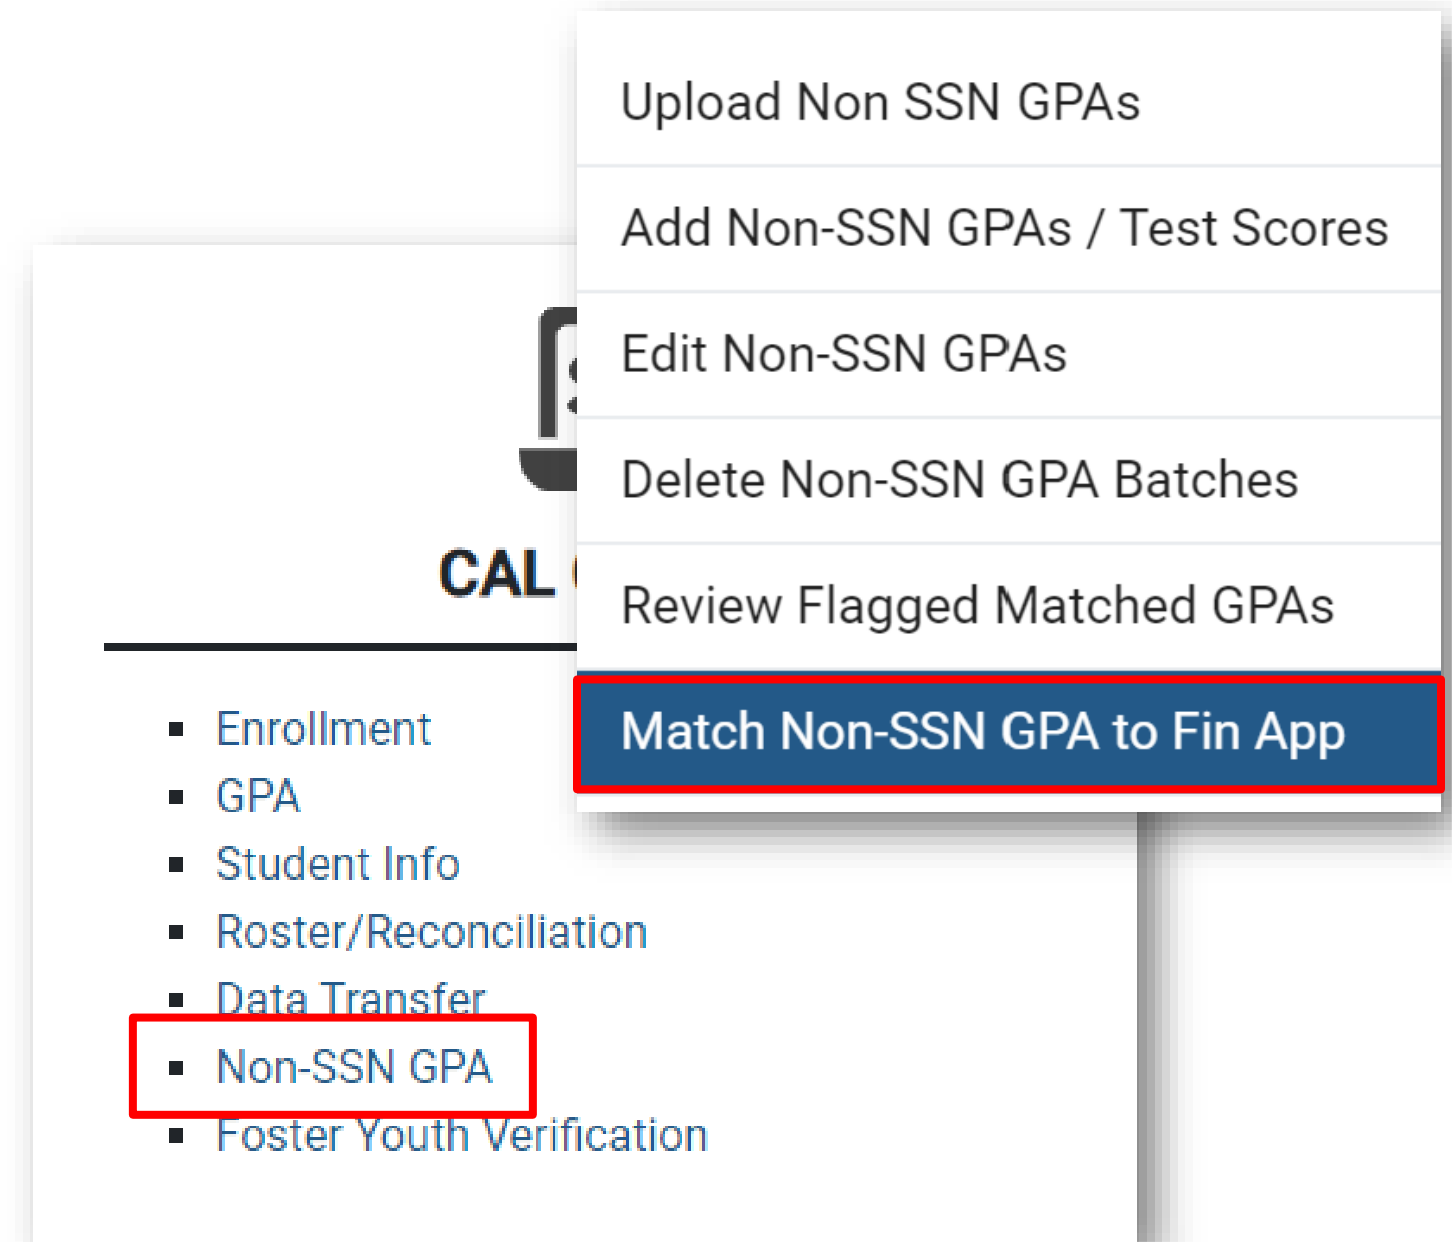 Upload Non SSN GPAs
Add Non-SSN GPAs / Test Scores
Edit Non-SSN GPAs
Delete Non-SSN GPA Batches
Review Flagged Matched GPAs
Match Non-SSN GPA to Fin App
CAL
Enrollment
GPA
Student Info
Roster/Reconciliation
Data Transfer
Non-SSN GPA
Foster Youth Verification